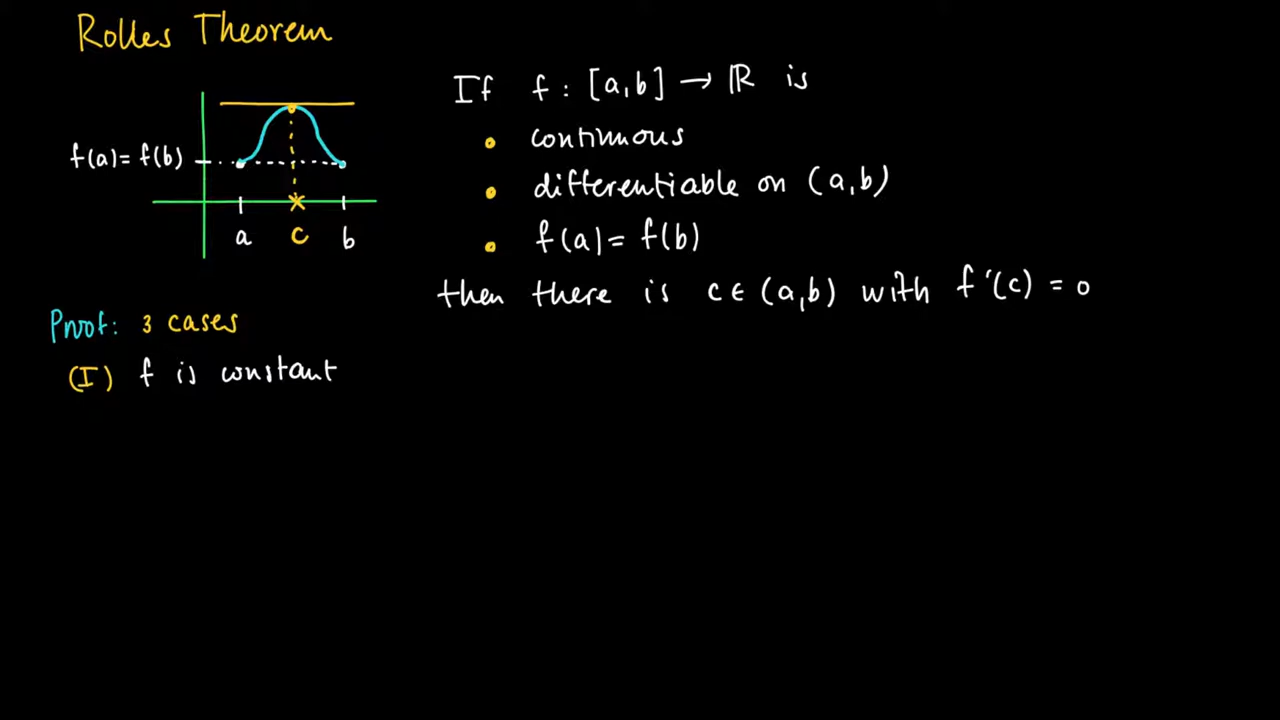 Rolles Theorem
f(a)= f(b)
a c b
If f : [a,b] → ℝ is
• continuous
• differentiable on (a,b)
• f(a)= f(b)
then there is c ∈ (a,b) with f'(c) = 0
Proof: 3 cases
(I) f is constant